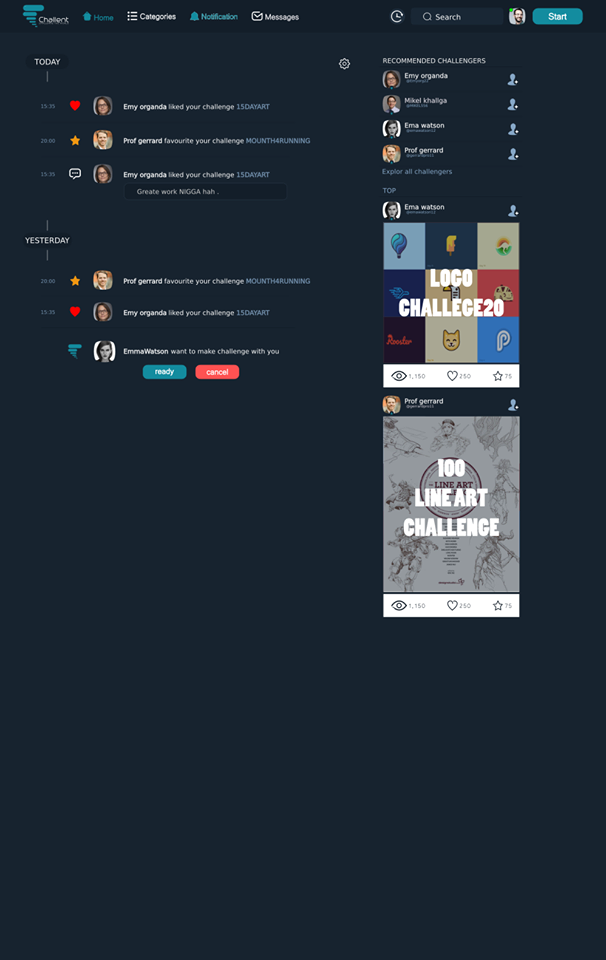 Challent
Home
Categories
Notification
Messages
Search
Start
TODAY
15:35 Emy organda liked your challenge 15DAYART
20:00 Prof gerrard favourite your challenge MOUNTH4RUNNING
15:35 Emy organda liked your challenge 15DAYART
Greate work NIGGA hah .
YESTERDAY
20:00 Prof gerrard favourite your challenge MOUNTH4RUNNING
15:35 Emy organda liked your challenge 15DAYART
EmmaWatson want to make challenge with you
ready
cancel
RECOMMENDED CHALLENGERS
Emy organda
Mikel khaliga
Ema watson
Prof gerrard
Explor all challengers
TOP
Ema watson
LOGO
CHALLEGE20
Rooster
1,150
250
75
Prof gerrard
100
LINE ART
LINE ART
CHALLENGE
1,150
250
75